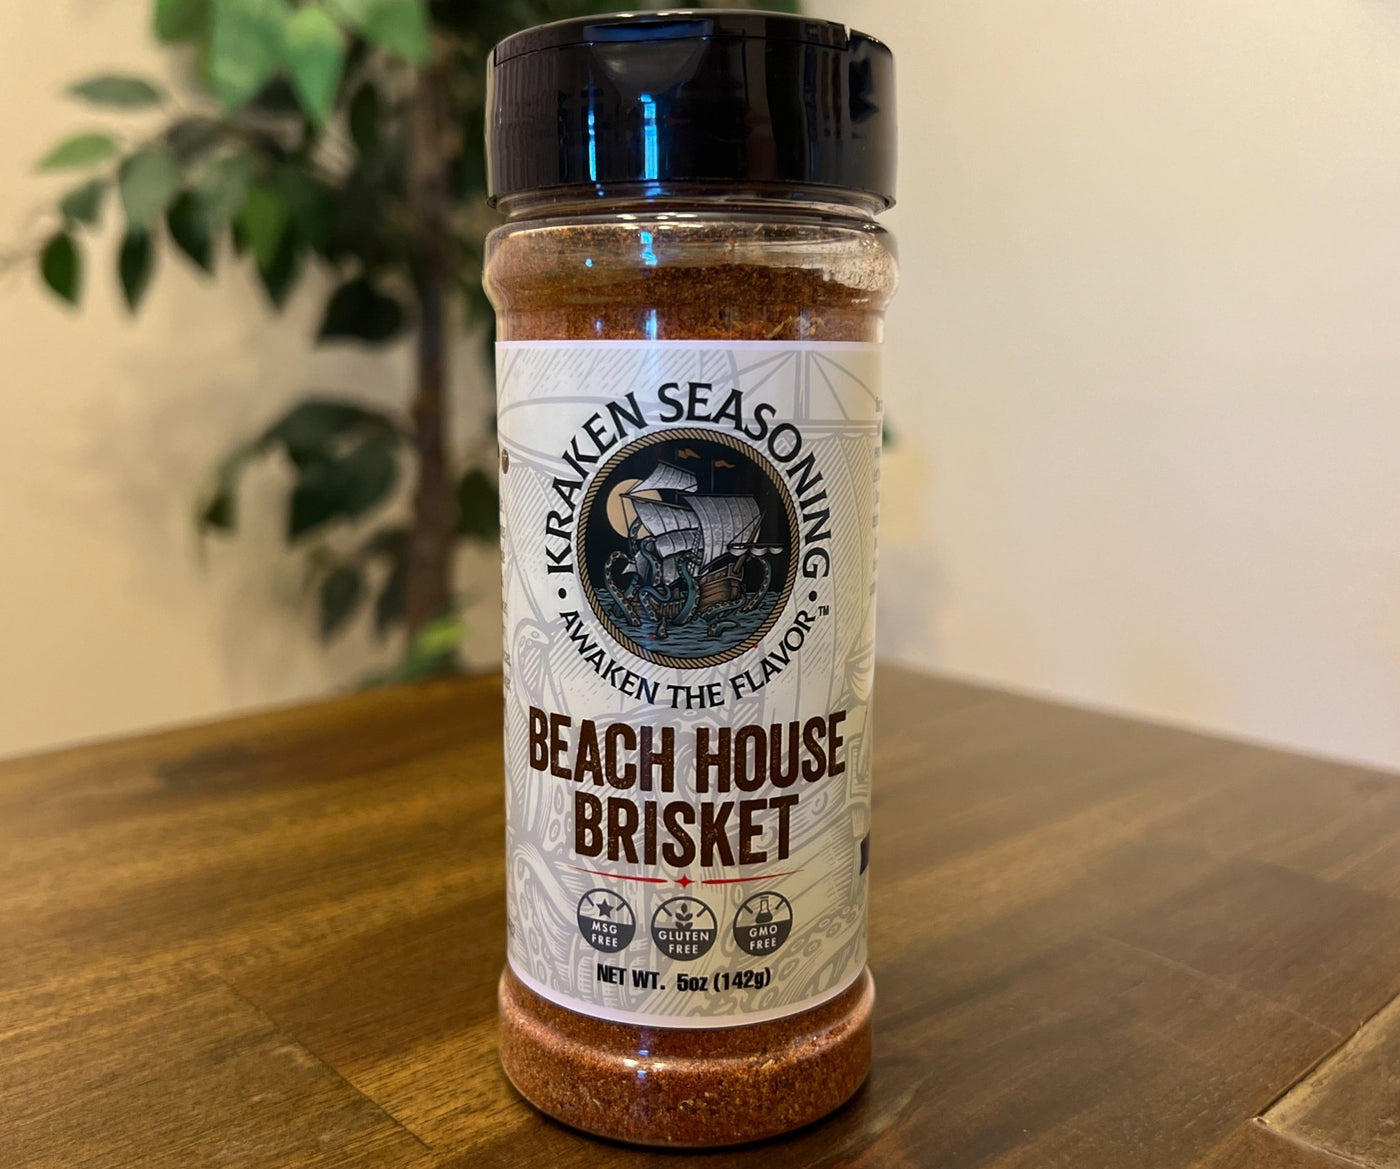 · KRAKEN SEASONING ·
AWAKEN THE FLAVOR™
BEACH HOUSE
BRISKET
MSG
FREE
GLUTEN
FREE
GMO
FREE
NET WT. 5oz (142g)